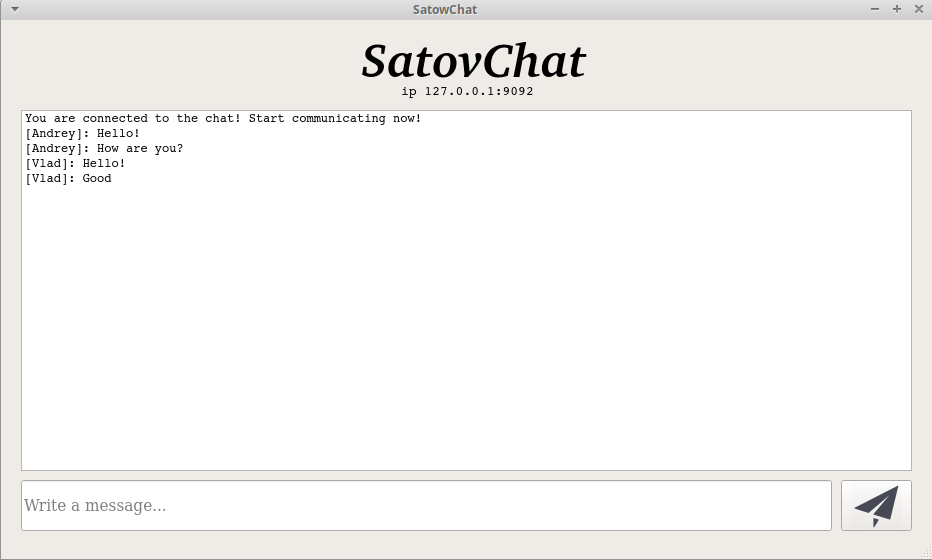 SatowChat
SatovChat
ip 127.0.0.1:9092
You are connected to the chat! Start communicating now!
[Andrey]: Hello!
[Andrey]: How are you?
[Vlad]: Hello!
[Vlad]: Good
Write a message...